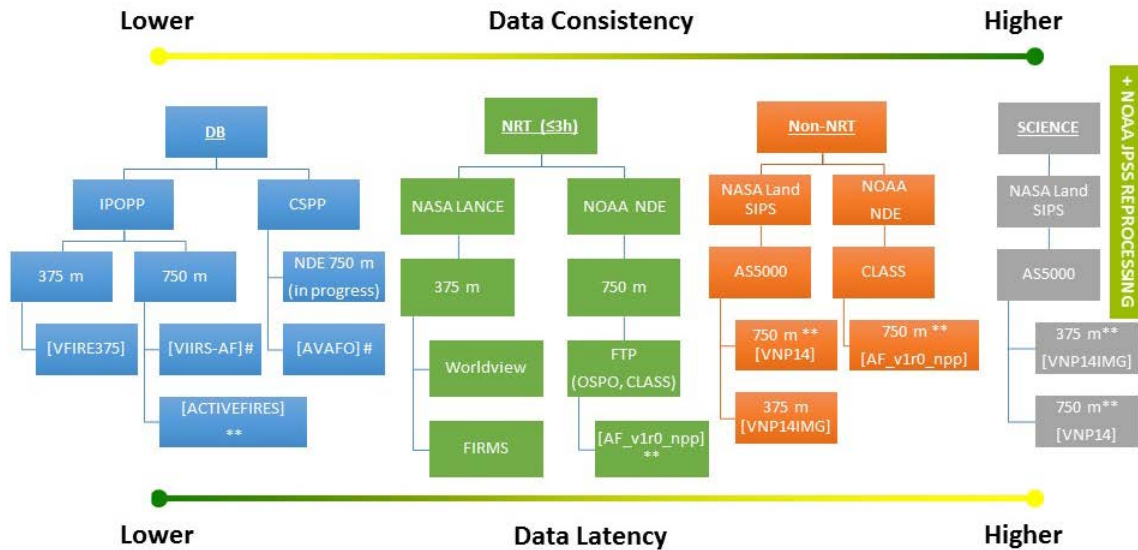 Lower
Data Consistency
Higher
+ NOAA JPSS REPROCESSING
DB
IPOPP
CSPP
375 m
750 m
NDE 750 m
(in progress)
[VFIRE375]
[VIIRS-AF]#
[AVAFO] #
[ACTIVEFIRES]
**
NRT (≤3h)
NASA LANCE
NOAA NDE
375 m
750 m
Worldview
FTP
(OSPO, CLASS)
FIRMS
[AF_v1r0_npp]
**
Non-NRT
NASA Land
SIPS
NOAA
NDE
AS5000
CLASS
750 m **
[VNP14]
750 m **
[AF_v1r0_npp]
375 m
[VNP14IMG]
SCIENCE
NASA Land
SIPS
AS5000
375 m**
[VNP14IMG]
750 m**
[VNP14]
Lower
Data Latency
Higher